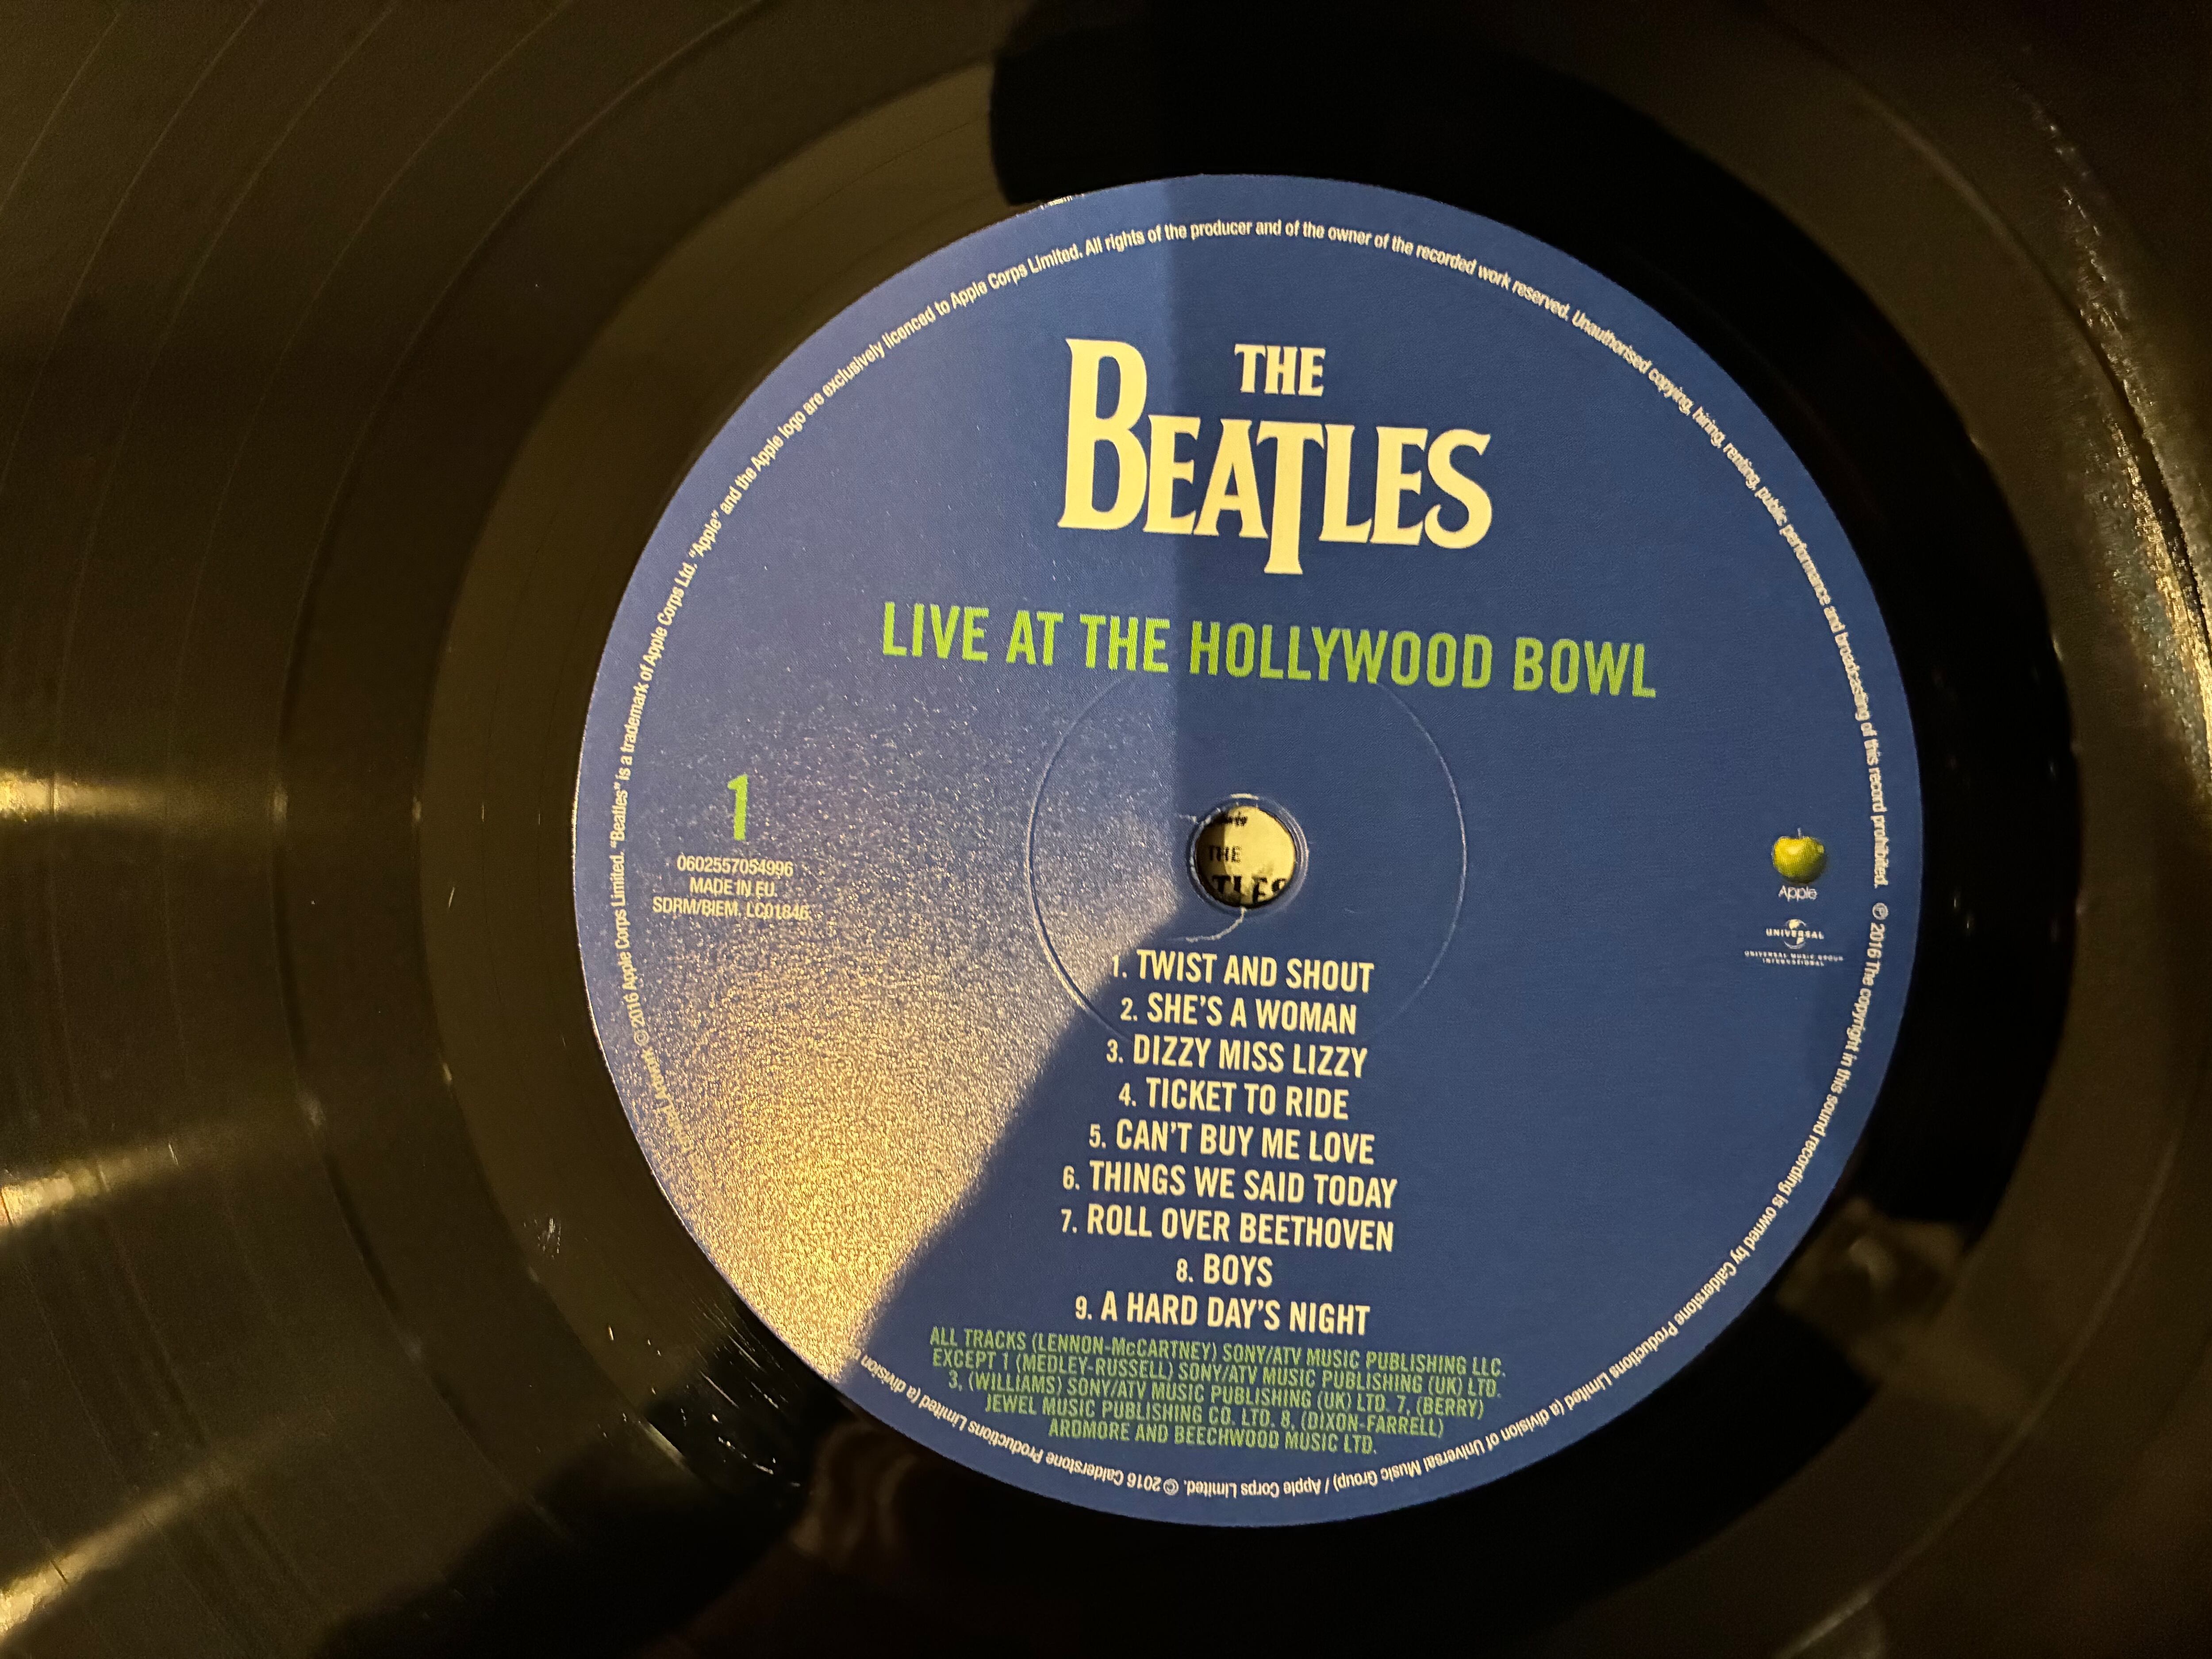 THE
BEATLES
LIVE AT THE HOLLYWOOD BOWL
1
0602557054996
MADE IN EU.
SDRM/BIEM. LC01846
THE
Apple
UNIVERSAL
UNIVERSAL MUSIC GROUP
INTERNATIONAL
1. TWIST AND SHOUT
2. SHE'S A WOMAN
3. DIZZY MISS LIZZY
4. TICKET TO RIDE
5. CAN'T BUY ME LOVE
6. THINGS WE SAID TODAY
7. ROLL OVER BEETHOVEN
8. BOYS
9. A HARD DAY'S NIGHT
ALL TRACKS (LENNON-McCARTNEY) SONY/ATV MUSIC PUBLISHING LLC.
EXCEPT 1 (MEDLEY-RUSSELL) SONY/ATV MUSIC PUBLISHING (UK) LTD.
3, (WILLIAMS) SONY/ATV MUSIC PUBLISHING (UK) LTD. 7, (BERRY)
JEWEL MUSIC PUBLISHING CO. LTD. 8, (DIXON-FARRELL)
ARDMORE AND BEECHWOOD MUSIC LTD.
Artwork © 2016 Apple Corps Limited. "Beatles" is a trademark of Apple Corps Ltd. "Apple" and the Apple logo are exclusively licenced to Apple Corps Limited. All rights of the producer and of the owner of the recorded work reserved. Unauthorised copying, hiring, renting, public performance and broadcasting of this record prohibited. ℗ 2016 The copyright in this sound recording is owned by Calderstone Productions Limited (a division of Universal Music Group) / Apple Corps Limited. © 2016 Calderstone Productions Limited (a division